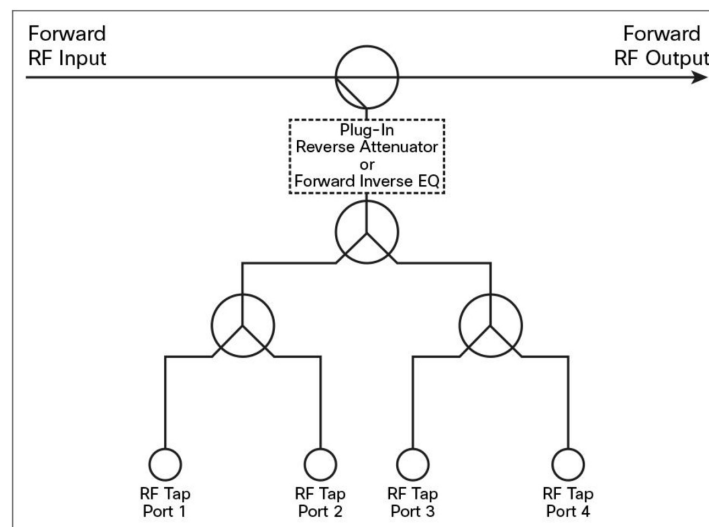 Forward
RF Input
Forward
RF Output
Plug-In
Reverse Attenuator
or
Forward Inverse EQ
RF Tap
Port 1
RF Tap
Port 2
RF Tap
Port 3
RF Tap
Port 4